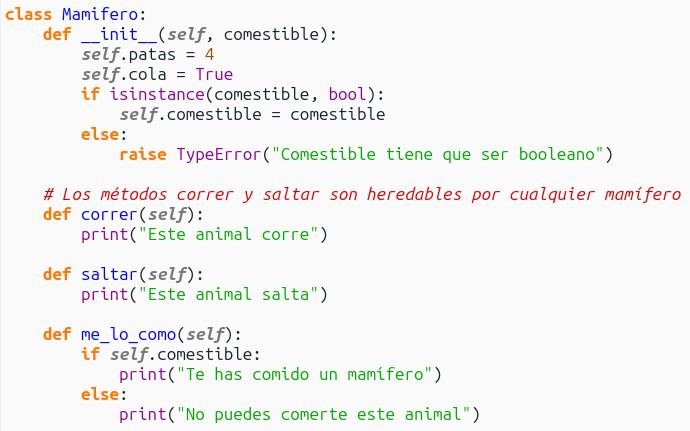 class Mamifero:
    def __init__(self, comestible):
        self.patas = 4
        self.cola = True
        if isinstance(comestible, bool):
            self.comestible = comestible
        else:
            raise TypeError("Comestible tiene que ser booleano")

    # Los métodos correr y saltar son heredables por cualquier mamífero
    def correr(self):
        print("Este animal corre")

    def saltar(self):
        print("Este animal salta")

    def me_lo_como(self):
        if self.comestible:
            print("Te has comido un mamífero")
        else:
            print("No puedes comerte este animal")